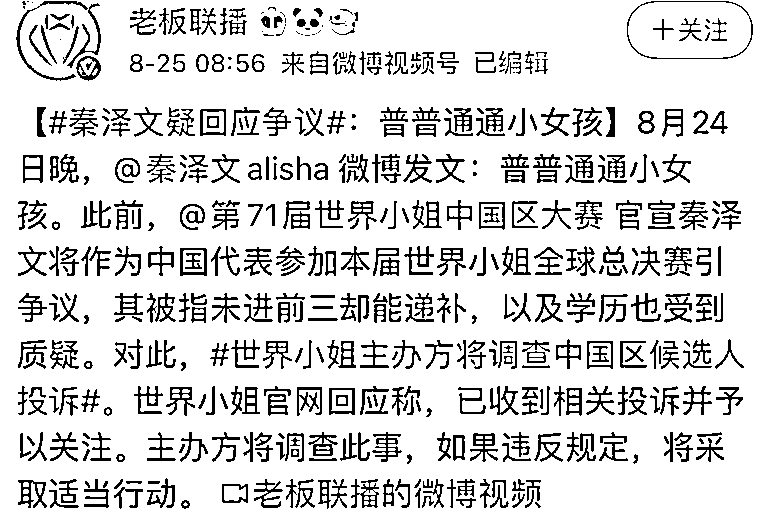 老板联播
+关注
8-25 08:56 来自微博视频号 已编辑
【#秦泽文疑回应争议#：普普通通小女孩】8月24
日晚，@秦泽文alisha 微博发文：普普通通小女
孩。此前，@第71届世界小姐中国区大赛 官宣秦泽
文将作为中国代表参加本届世界小姐全球总决赛引
争议，其被指未进前三却能递补，以及学历也受到
质疑。对此，#世界小姐主办方将调查中国区候选人
投诉#。世界小姐官网回应称，已收到相关投诉并予
以关注。主办方将调查此事，如果违反规定，将采
取适当行动。 老板联播的微博视频